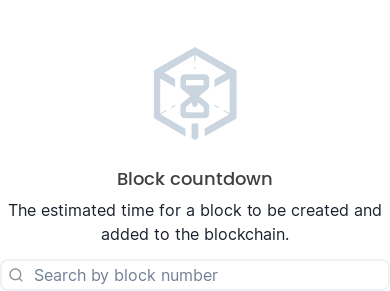 Block countdown
The estimated time for a block to be created and
added to the blockchain.
Search by block number